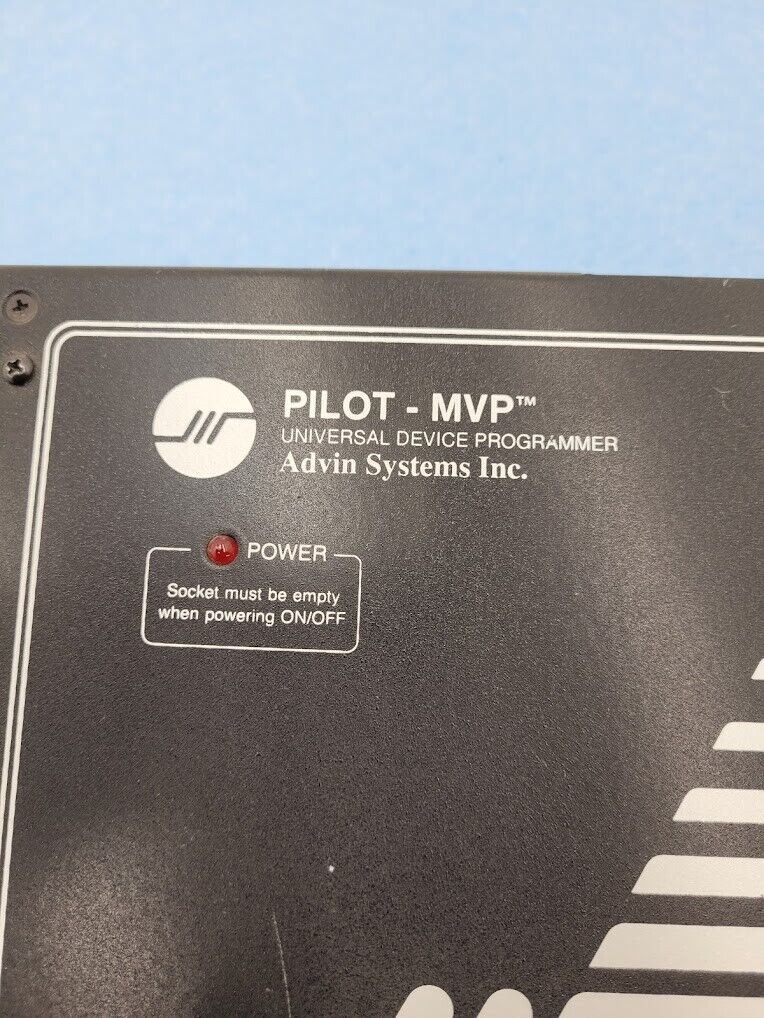 PILOT - MVP™
UNIVERSAL DEVICE PROGRAMMER
Advin Systems Inc.
POWER
Socket must be empty
when powering ON/OFF